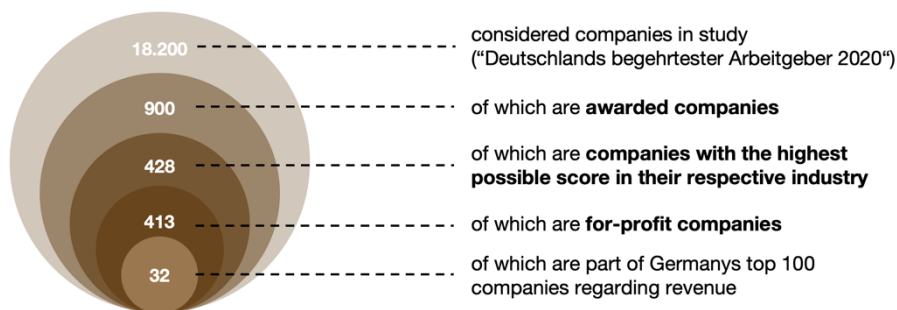 18.200
considered companies in study
(“Deutschlands begehrtester Arbeitgeber 2020“)
900
of which are awarded companies
428
of which are companies with the highest
possible score in their respective industry
413
of which are for-profit companies
32
of which are part of Germanys top 100
companies regarding revenue